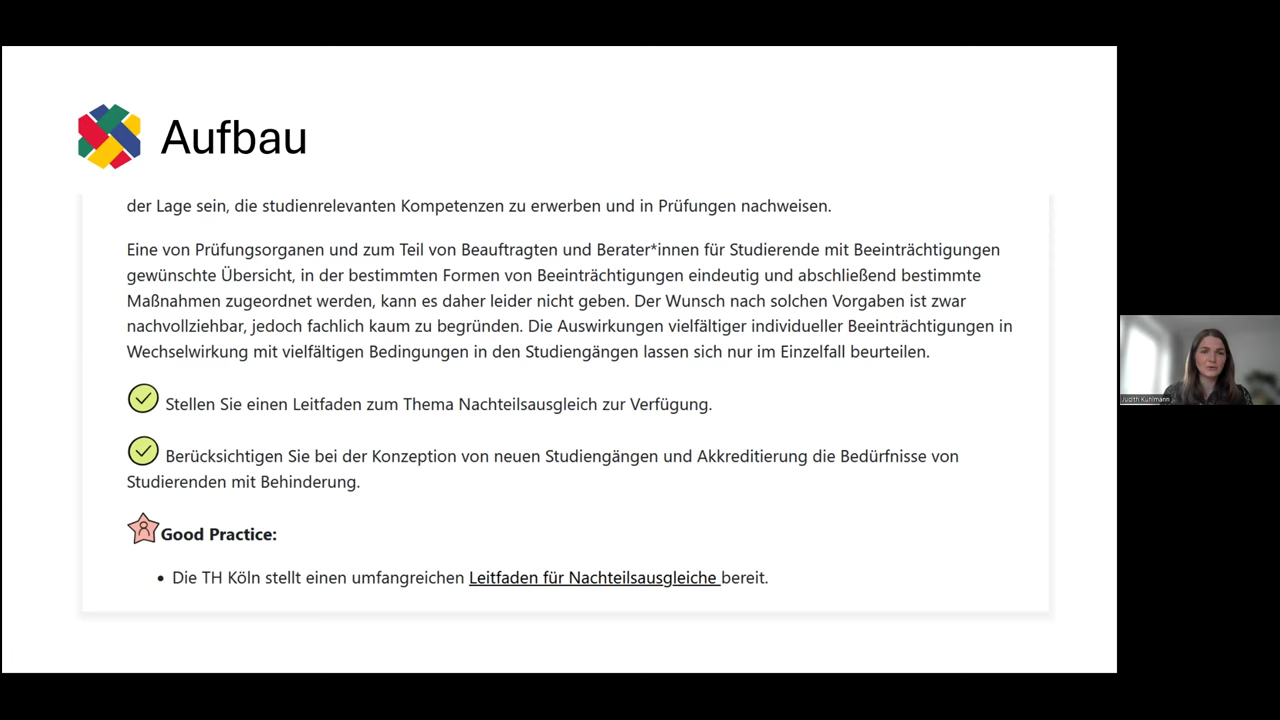 Aufbau
der Lage sein, die studienrelevanten Kompetenzen zu erwerben und in Prüfungen nachweisen.
Eine von Prüfungsorganen und zum Teil von Beauftragten und Berater*innen für Studierende mit Beeinträchtigungen
gewünschte Übersicht, in der bestimmten Formen von Beeinträchtigungen eindeutig und abschließend bestimmte
Maßnahmen zugeordnet werden, kann es daher leider nicht geben. Der Wunsch nach solchen Vorgaben ist zwar
nachvollziehbar, jedoch fachlich kaum zu begründen. Die Auswirkungen vielfältiger individueller Beeinträchtigungen in
Wechselwirkung mit vielfältigen Bedingungen in den Studiengängen lassen sich nur im Einzelfall beurteilen.
Stellen Sie einen Leitfaden zum Thema Nachteilsausgleich zur Verfügung.
Berücksichtigen Sie bei der Konzeption von neuen Studiengängen und Akkreditierung die Bedürfnisse von
Studierenden mit Behinderung.
Good Practice:
• Die TH Köln stellt einen umfangreichen Leitfaden für Nachteilsausgleiche bereit.
Judith Kuhlmann